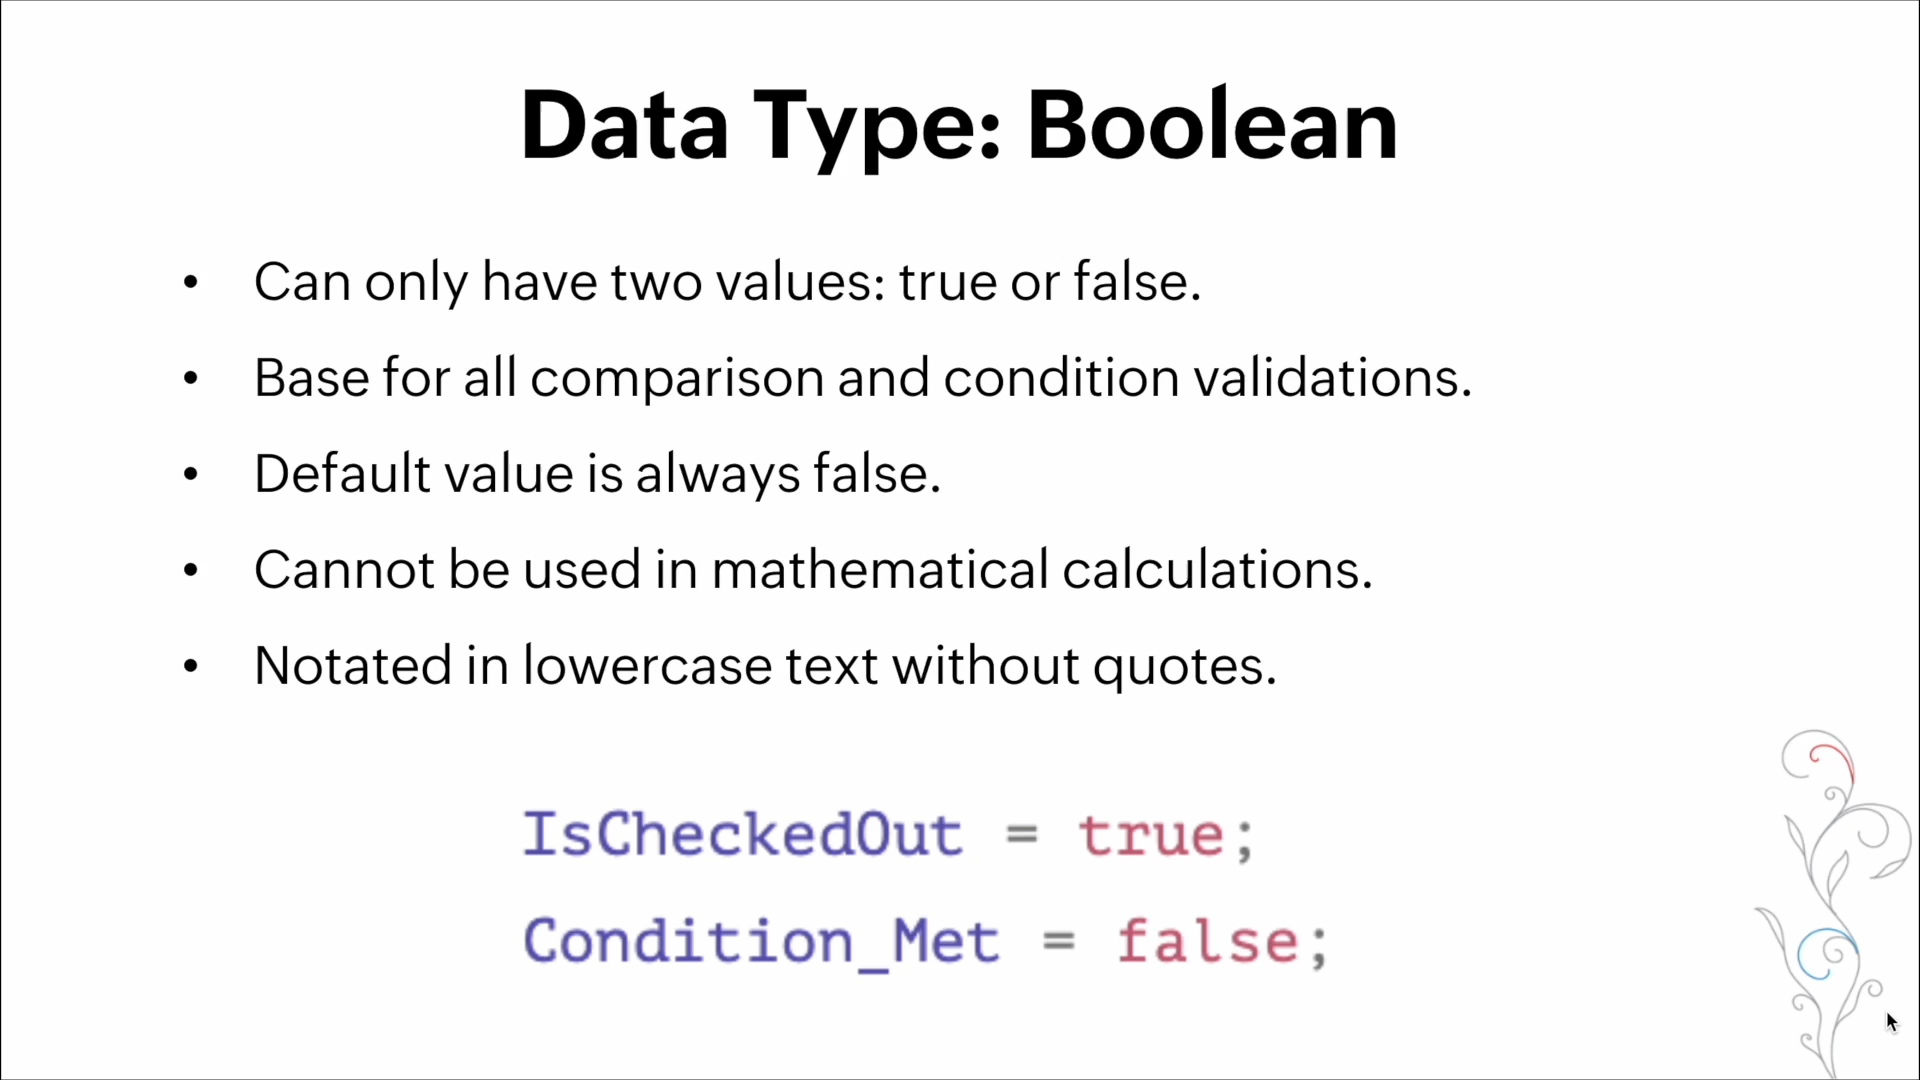 Data Type: Boolean
• Can only have two values: true or false.
• Base for all comparison and condition validations.
• Default value is always false.
• Cannot be used in mathematical calculations.
• Notated in lowercase text without quotes.
IsCheckedOut = true;
Condition_Met = false;